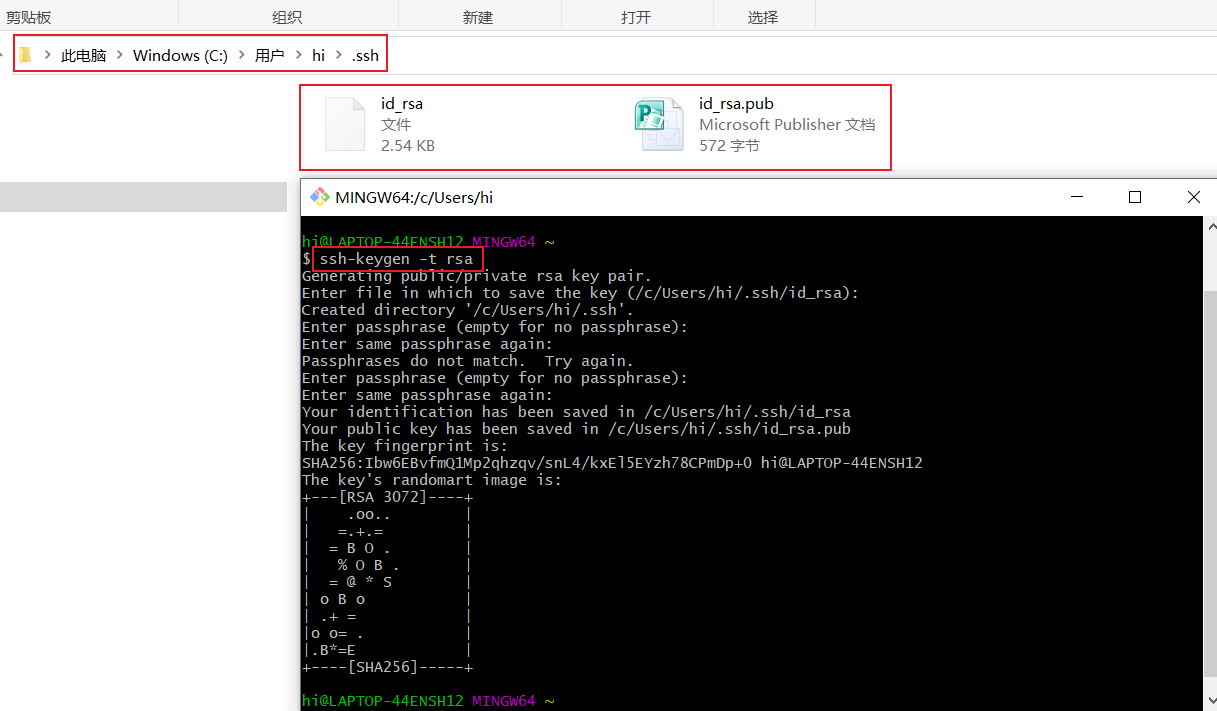 剪贴板 组织 新建 打开 选择
此电脑 > Windows (C:) > 用户 > hi > .ssh
id_rsa
文件
2.54 KB
id_rsa.pub
Microsoft Publisher 文档
572 字节
MINGW64:/c/Users/hi
hi@LAPTOP-44ENSH12 MINGW64 ~
$ ssh-keygen -t rsa
Generating public/private rsa key pair.
Enter file in which to save the key (/c/Users/hi/.ssh/id_rsa):
Created directory '/c/Users/hi/.ssh'.
Enter passphrase (empty for no passphrase):
Enter same passphrase again:
Passphrases do not match.  Try again.
Enter passphrase (empty for no passphrase):
Enter same passphrase again:
Your identification has been saved in /c/Users/hi/.ssh/id_rsa
Your public key has been saved in /c/Users/hi/.ssh/id_rsa.pub
The key fingerprint is:
SHA256:Ibw6EBvfmQ1Mp2qhzqv/snL4/kxEl5EYzh78CPmDp+0 hi@LAPTOP-44ENSH12
The key's randomart image is:
+---[RSA 3072]----+
|    .oo..        |
|   =.+.=         |
|  = B O .        |
|   % O B .       |
|  = @ * S        |
| o B o           |
| .+ =            |
|o o= .           |
|.B*=E            |
+----[SHA256]-----+
hi@LAPTOP-44ENSH12 MINGW64 ~